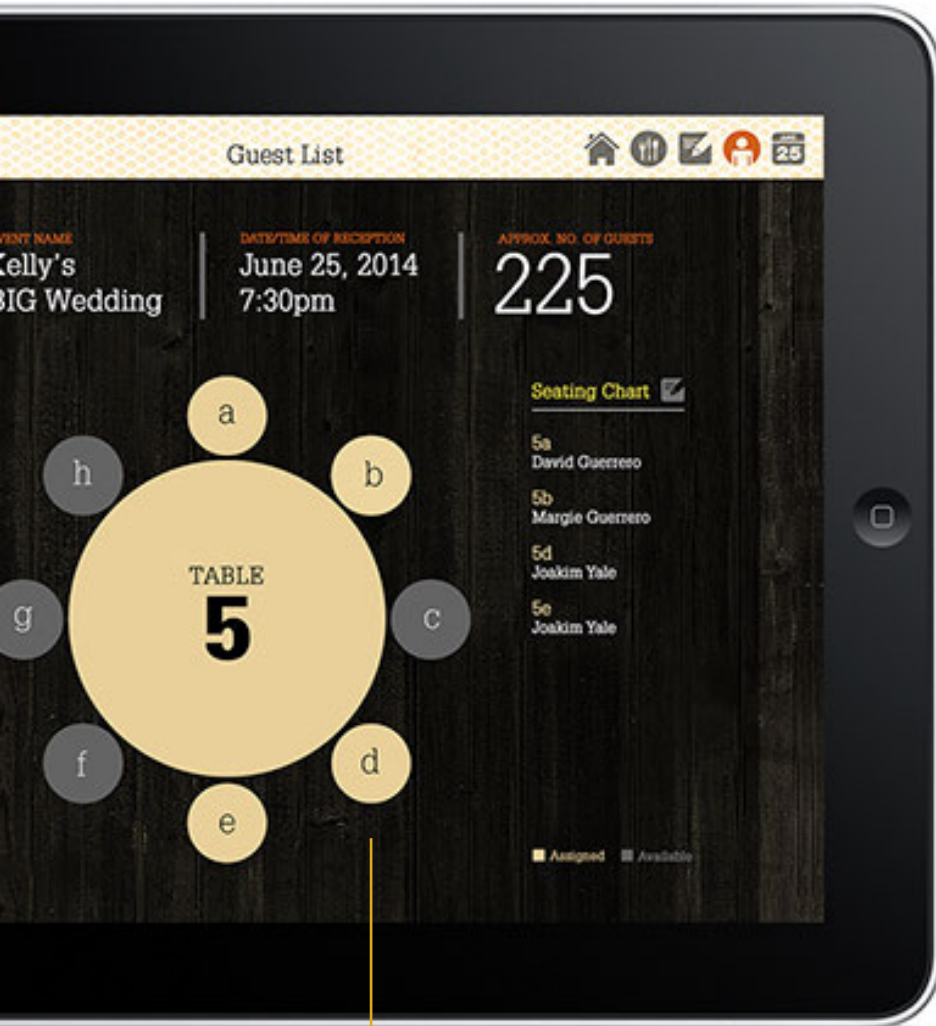 Guest List
25
VENT NAME
Kelly's
BIG Wedding
DATE/TIME OF RECEPTION
June 25, 2014
7:30pm
APPROX. NO. OF GUESTS
225
Seating Chart
5a
David Guerrero
5b
Margie Guerrero
5d
Joakim Yale
5e
Joakim Yale
a
b
c
d
e
f
g
h
TABLE
5
Assigned
Available